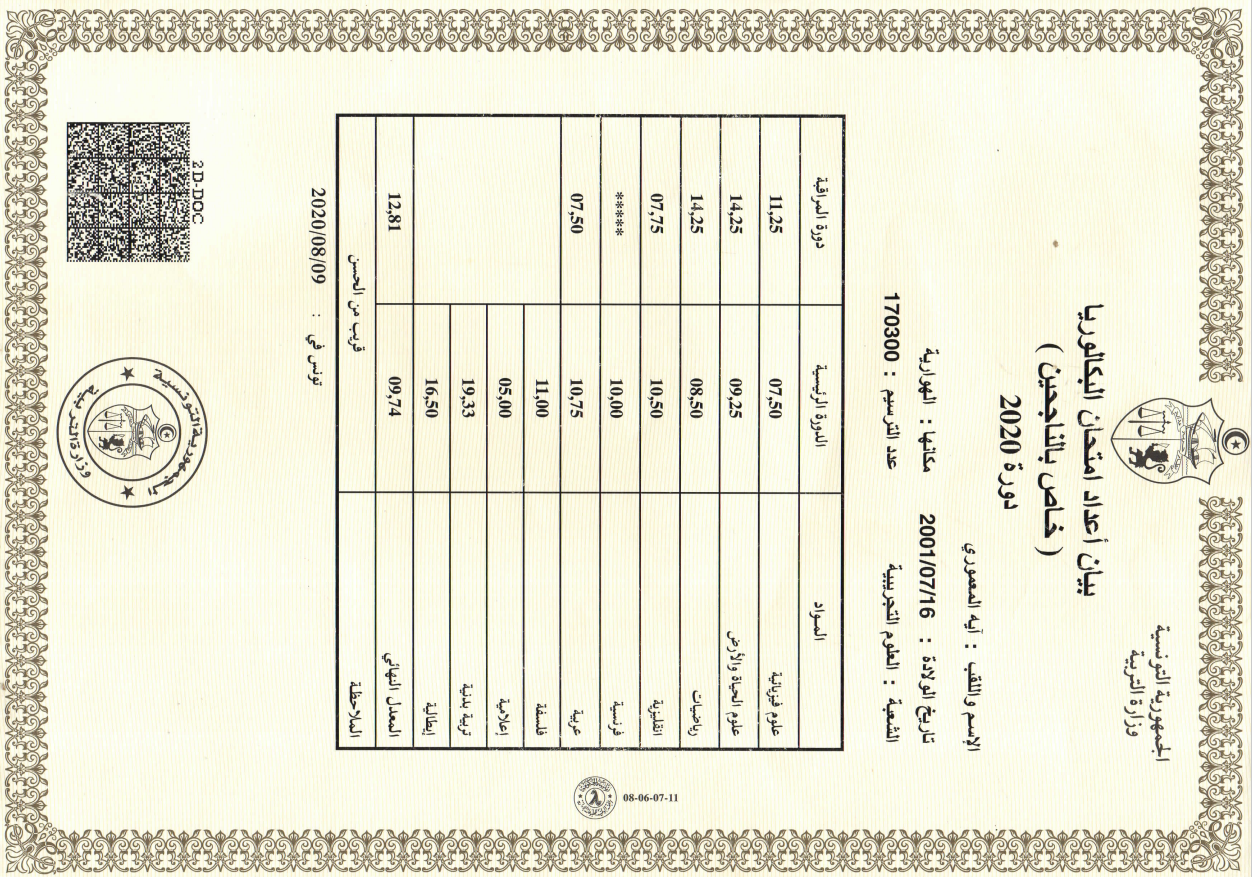 الجمهورية التونسية
وزارة التربية
بيان أعداد امتحان البكالوريا
( خاص بالناجحين )
دورة 2020
الإسم واللقب : آيه المعموري
تاريخ الولادة : 2001/07/16 مكانها : الهوارية
الشعبة : العلوم التجريبية عدد الترسيم : 170300
المـواد الدورة الرئيسية دورة المراقبة
علوم فيزيائية 07,50 11,25
علوم الحياة والأرض 09,25 14,25
رياضيات 08,50 14,25
انقليزية 10,50 07,75
فرنسية 10,00 *****
عربية 10,75 07,50
فلسفة 11,00
إعلامية 05,00
تربية بدنية 19,33
إيطالية 16,50
المعدل النهائي 09,74 12,81
الملاحظة قريب من الحسن
تونس في : 2020/08/09
2D-DOC
الجمهورية التونسية
وزارة التربية
08-06-07-11